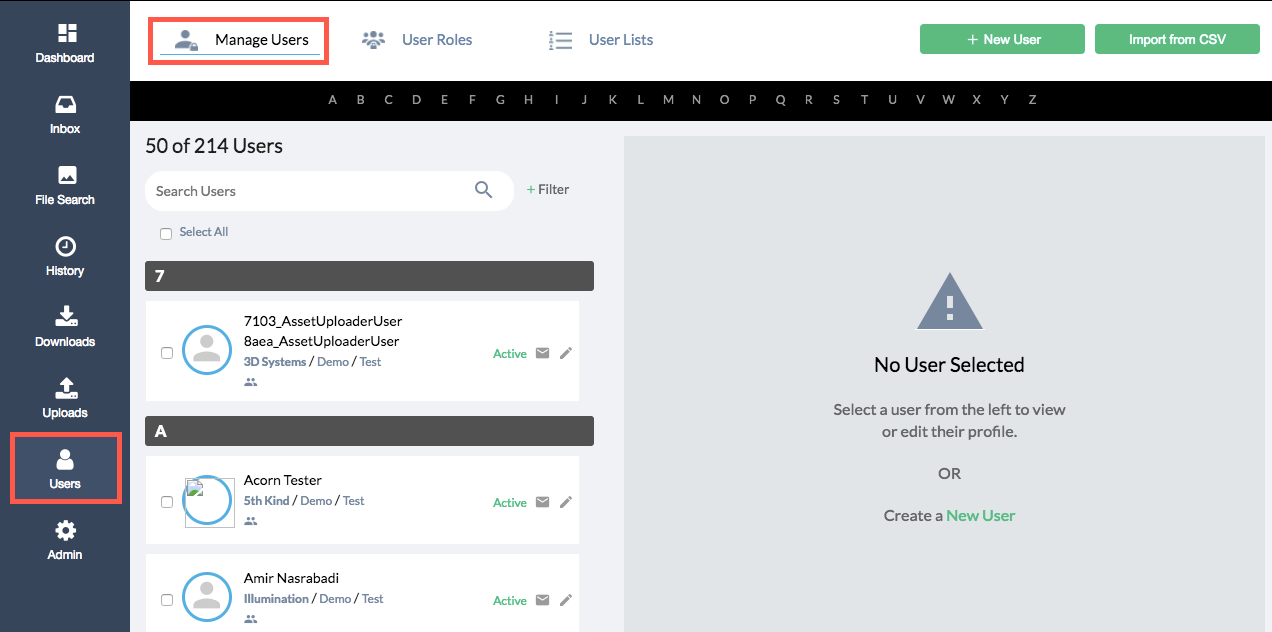 Dashboard
Inbox
File Search
History
Downloads
Uploads
Users
Admin
Manage Users
User Roles
User Lists
+ New User
Import from CSV
A B C D E F G H I J K L M N O P Q R S T U V W X Y Z
50 of 214 Users
Search Users
+ Filter
Select All
7
7103_AssetUploaderUser
8aea_AssetUploaderUser
3D Systems / Demo / Test
Active
A
Acorn Tester
5th Kind / Demo / Test
Active
Amir Nasrabadi
Illumination / Demo / Test
Active
No User Selected
Select a user from the left to view
or edit their profile.
OR
Create a New User